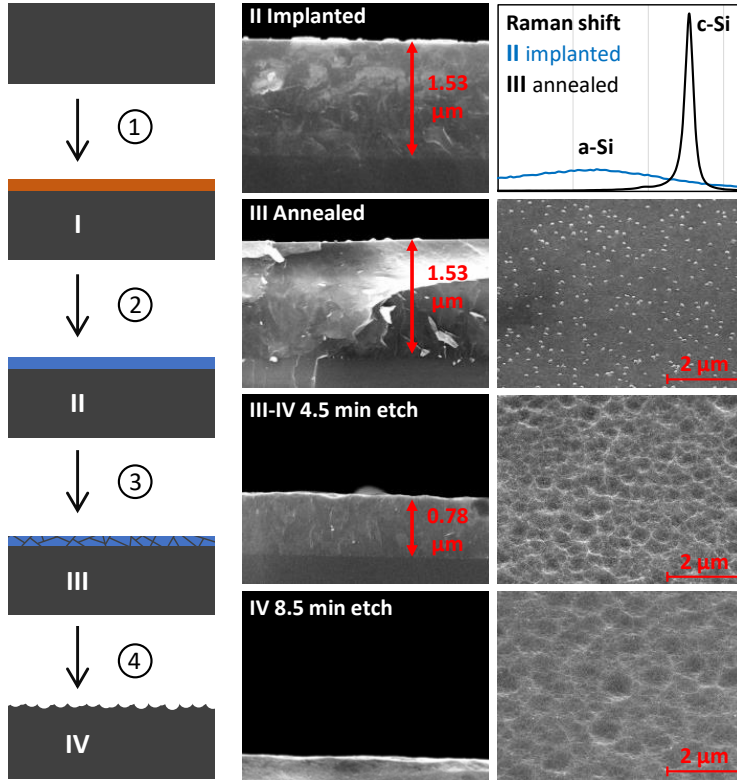 ①
I
②
II
③
III
④
IV
II Implanted
1.53
µm
III Annealed
1.53
µm
III-IV 4.5 min etch
0.78
µm
IV 8.5 min etch
Raman shift
c-Si
II implanted
III annealed
a-Si
2 µm
2 µm
2 µm